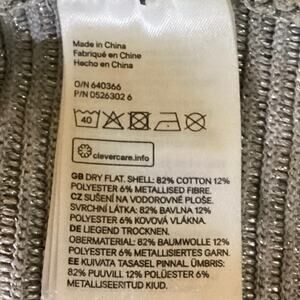 Made in China
Fabriqué en Chine
Hecho en China
O/N 640366
P/N 0526302 6
40
clevercare.info
GB DRY FLAT. SHELL: 82% COTTON 12%
POLYESTER 6% METALLISED FIBRE.
CZ SUŠENÍ NA VODOROVNÉ PLOŠE.
SVRCHNÍ LÁTKA: 82% BAVLNA 12%
POLYESTER 6% KOVOVÁ VLÁKNA.
DE LIEGEND TROCKNEN.
OBERMATERIAL: 82% BAUMWOLLE 12%
POLYESTER 6% METALLISIERTES GARN.
EE KUIVATA TASASEL PINNAL. ÜMBRIS:
82% PUUVILL 12% POLÜESTER 6%
METALLISEERITUD KIUD.